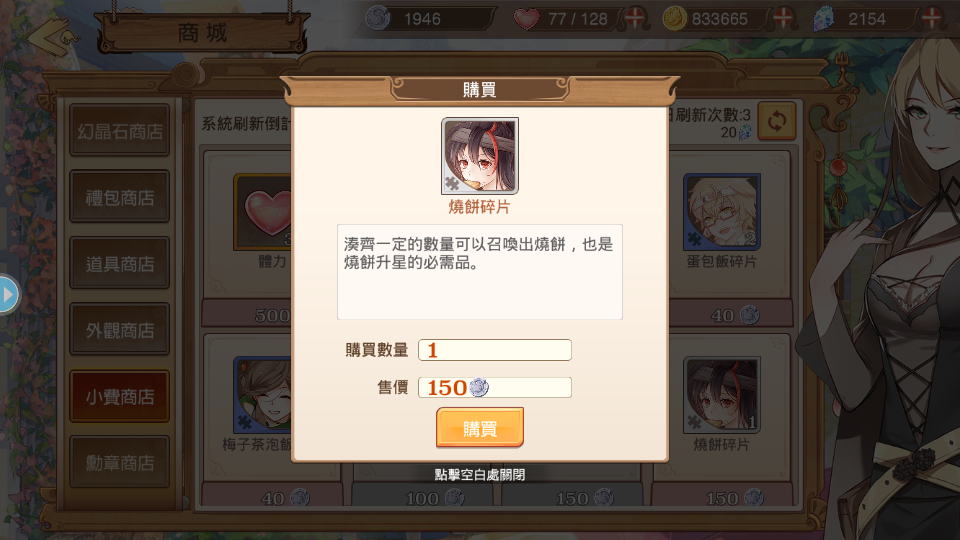 商城
1946
77 / 128
833665
2154
購買
幻晶石商店
禮包商店
道具商店
外觀商店
小費商店
勳章商店
系統刷新倒計
刷新次數:3
20
體力
500
蛋包飯碎片
40
燒餅碎片
湊齊一定的數量可以召喚出燒餅，也是
燒餅升星的必需品。
購買數量 1
售價 150
購買
點擊空白處關閉
梅子茶泡飯
40
100
150
1
燒餅碎片
150